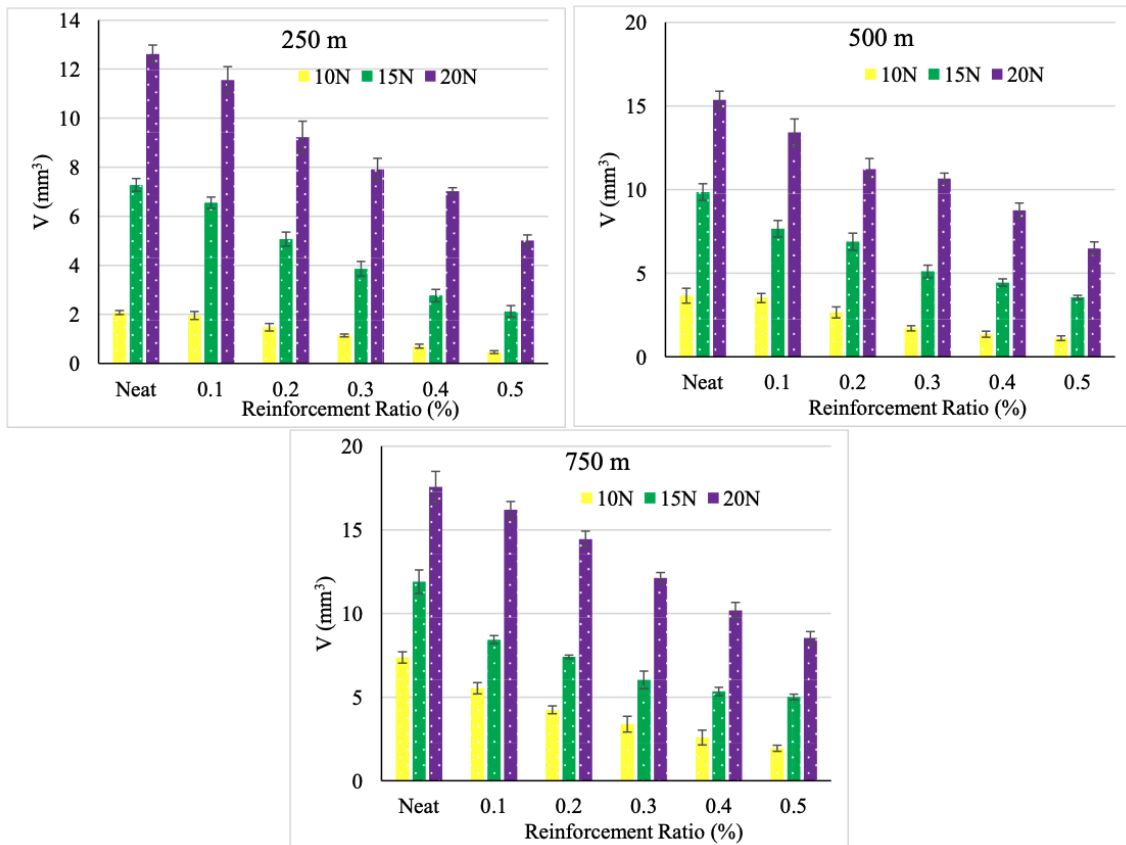 250 m
10N 15N 20N
V (mm³)
14
12
10
8
6
4
2
0
Neat 0.1 0.2 0.3 0.4 0.5
Reinforcement Ratio (%)
500 m
10N 15N 20N
V (mm³)
20
15
10
5
0
Neat 0.1 0.2 0.3 0.4 0.5
Reinforcement Ratio (%)
750 m
10N 15N 20N
V (mm³)
20
15
10
5
0
Neat 0.1 0.2 0.3 0.4 0.5
Reinforcement Ratio (%)